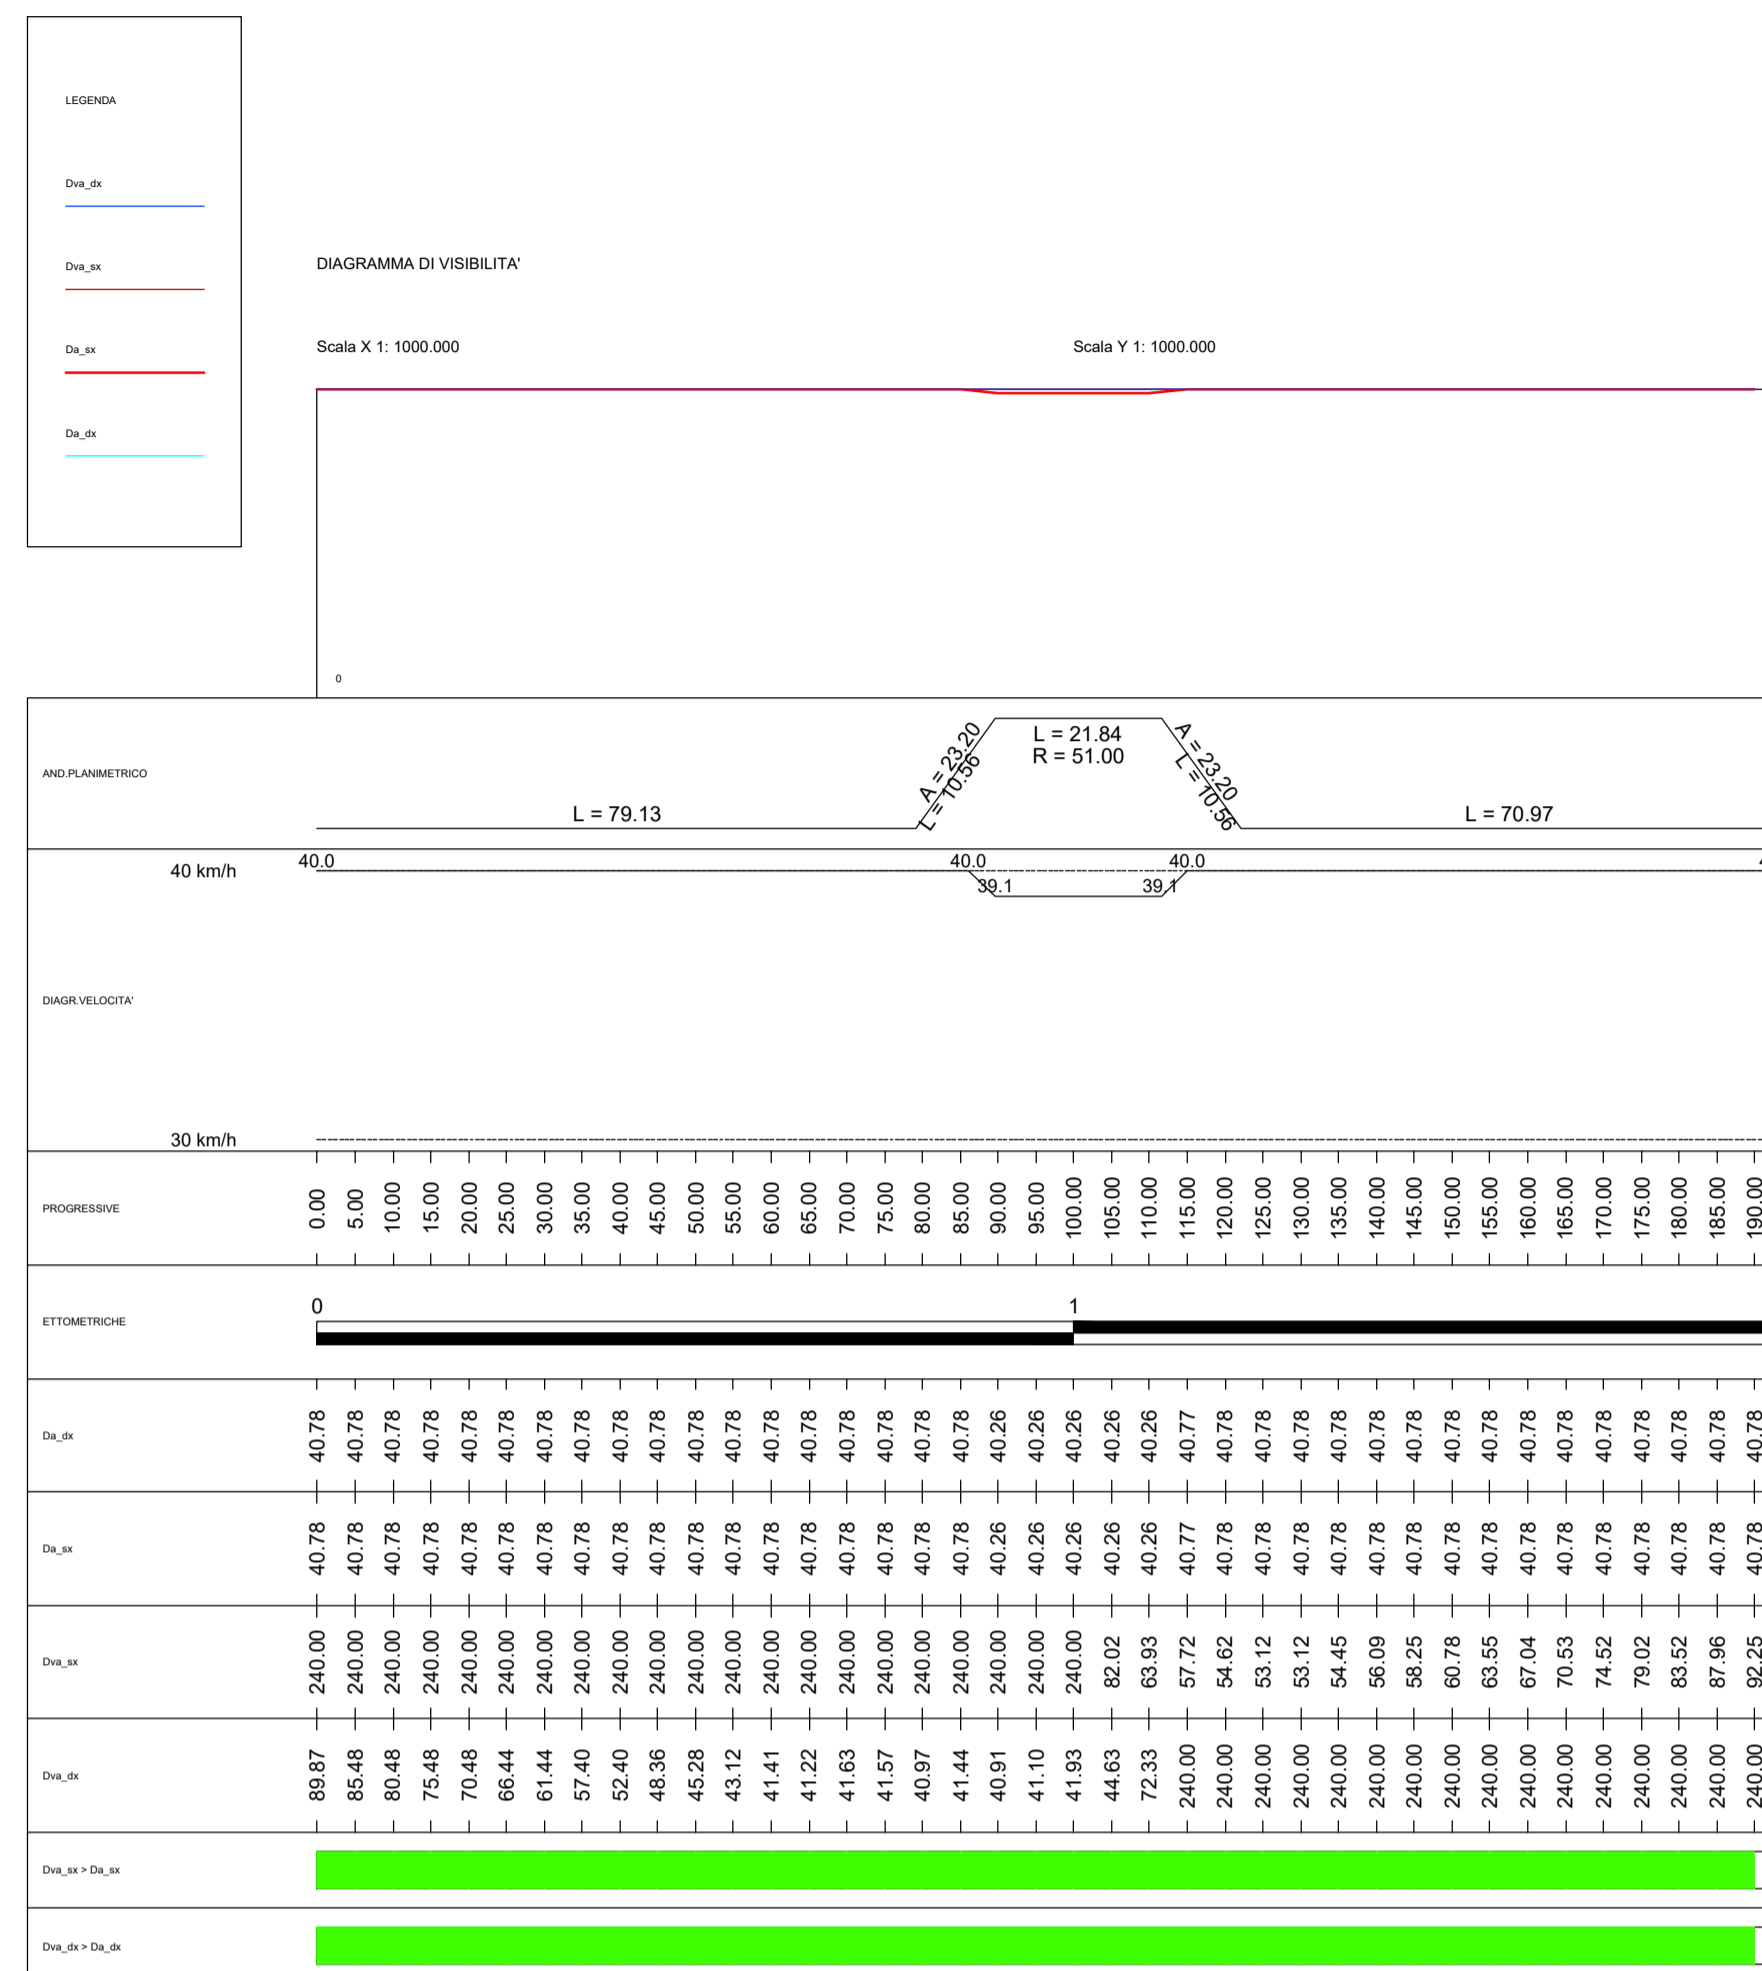 LEGENDA
Dva_dx
Dva_sx
Da_sx
Da_dx
DIAGRAMMA DI VISIBILITA'
Scala X 1: 1000.000 Scala Y 1: 1000.000
0
AND.PLANIMETRICO
L = 79.13
A = 23.20
L = 10.56
L = 21.84
R = 51.00
A = 23.20
L = 10.56
L = 70.97
DIAGR.VELOCITA'
40 km/h
40.0 40.0 40.0
39.1 39.1
30 km/h
PROGRESSIVE 0.00 5.00 10.00 15.00 20.00 25.00 30.00 35.00 40.00 45.00 50.00 55.00 60.00 65.00 70.00 75.00 80.00 85.00 90.00 95.00 100.00 105.00 110.00 115.00 120.00 125.00 130.00 135.00 140.00 145.00 150.00 155.00 160.00 165.00 170.00 175.00 180.00 185.00 190.00
ETTOMETRICHE 0 1
Da_dx 40.78 40.78 40.78 40.78 40.78 40.78 40.78 40.78 40.78 40.78 40.78 40.78 40.78 40.78 40.78 40.78 40.78 40.78 40.26 40.26 40.26 40.26 40.26 40.77 40.78 40.78 40.78 40.78 40.78 40.78 40.78 40.78 40.78 40.78 40.78 40.78 40.78 40.78 40.78
Da_sx 40.78 40.78 40.78 40.78 40.78 40.78 40.78 40.78 40.78 40.78 40.78 40.78 40.78 40.78 40.78 40.78 40.78 40.78 40.26 40.26 40.26 40.26 40.26 40.77 40.78 40.78 40.78 40.78 40.78 40.78 40.78 40.78 40.78 40.78 40.78 40.78 40.78 40.78 40.78
Dva_sx 240.00 240.00 240.00 240.00 240.00 240.00 240.00 240.00 240.00 240.00 240.00 240.00 240.00 240.00 240.00 240.00 240.00 240.00 240.00 240.00 240.00 82.02 63.93 57.72 54.62 53.12 53.12 54.45 56.09 58.25 60.78 63.55 67.04 70.53 74.52 79.02 83.52 87.96 92.25
Dva_dx 89.87 85.48 80.48 75.48 70.48 66.44 61.44 57.40 52.40 48.36 45.28 43.12 41.41 41.22 41.63 41.57 40.97 41.44 40.91 41.10 41.93 44.63 72.33 240.00 240.00 240.00 240.00 240.00 240.00 240.00 240.00 240.00 240.00 240.00 240.00 240.00 240.00 240.00 240.00
Dva_sx > Da_sx
Dva_dx > Da_dx